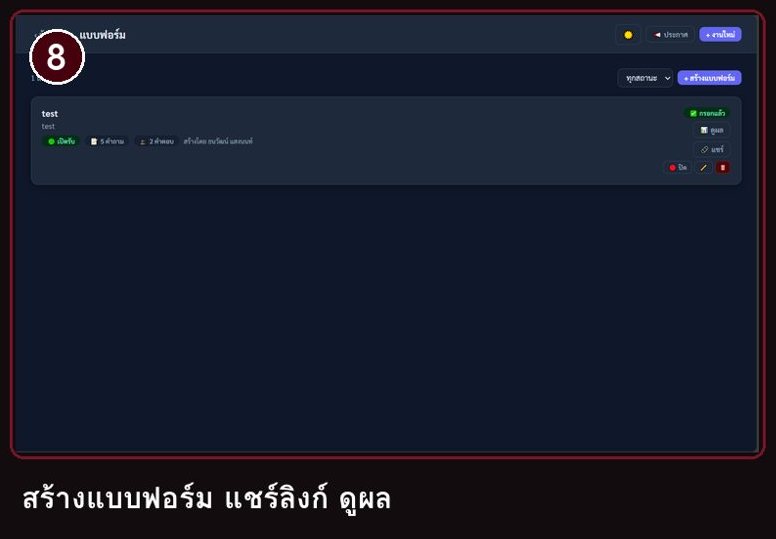 8
แบบฟอร์ม
ประกาศ
+ งานใหม่
ทุกสถานะ
+ สร้างแบบฟอร์ม
test
กรอกแล้ว
test
ดูผล
เปิดรับ
5 คำถาม
2 คำตอบ
แชร์
ปิด
สร้างแบบฟอร์ม แชร์ลิงก์ ดูผล